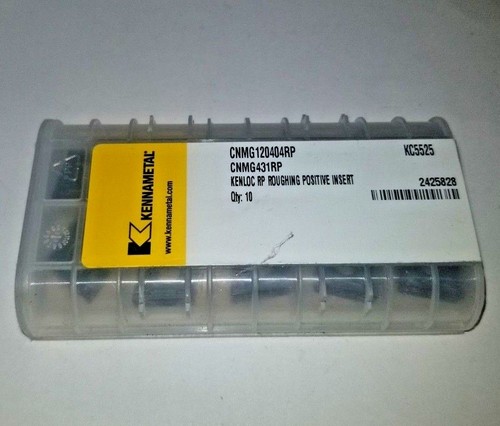 KENNAMETAL
www.kennametal.com
CNMG120404RP
KC5525
CNMG431RP
KENLOC RP ROUGHING POSITIVE INSERT
2425828
Qty: 10